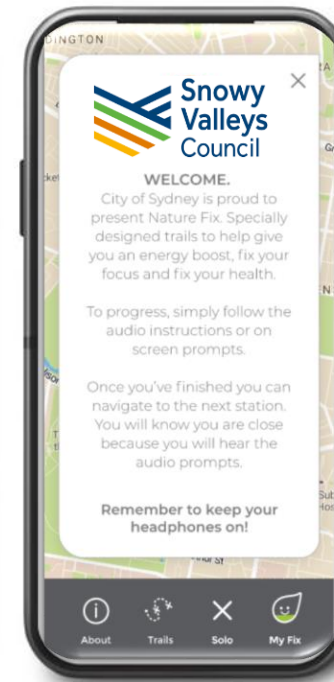 DINGTON
Snowy
Valleys
Council
WELCOME.
City of Sydney is proud to
present Nature Fix. Specially
designed trails to help give
you an energy boost, fix your
focus and fix your health.
To progress, simply follow the
audio instructions or on
screen prompts.
Once you've finished you can
navigate to the next station.
You will know you are close
because you will hear the
audio prompts.
Remember to keep your
headphones on!
About
Trails
Solo
My Fix